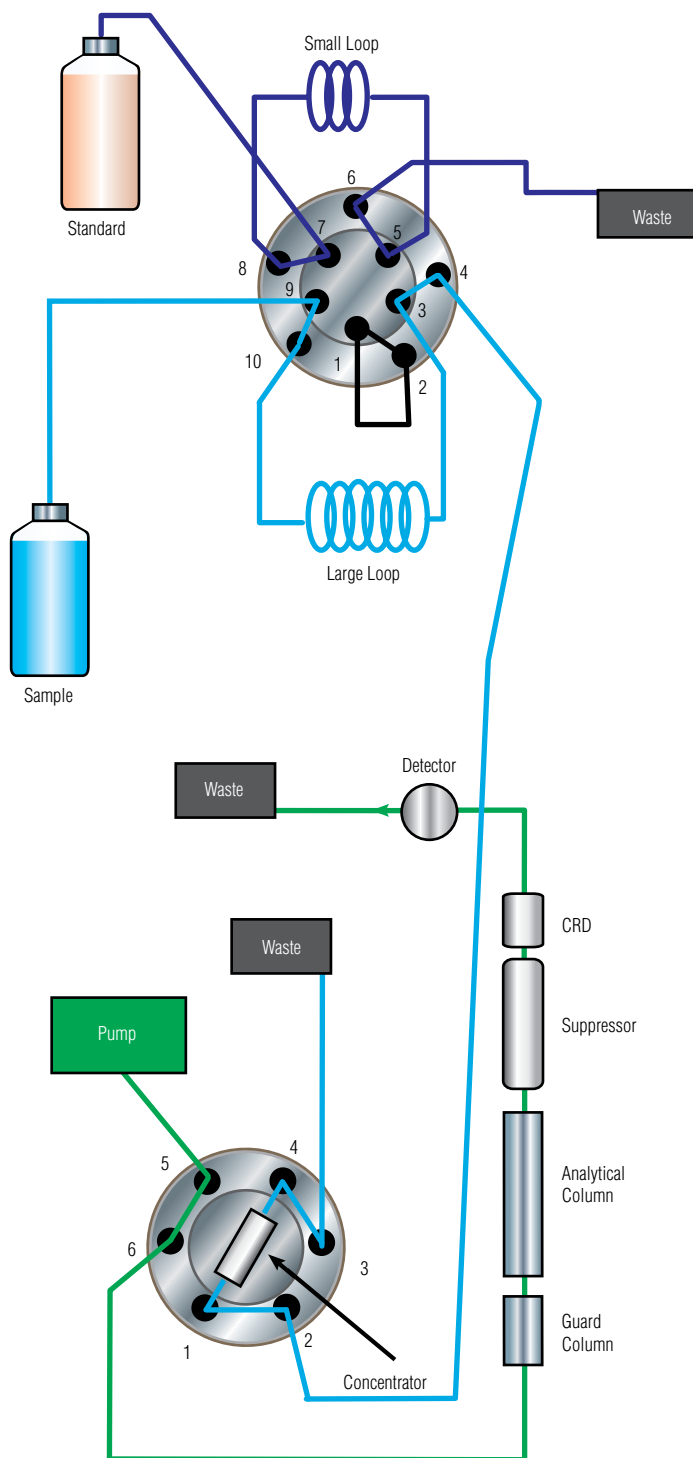 Small Loop
Standard
Waste
6
7
5
8
4
9
3
10
1
2
Large Loop
Sample
Detector
Waste
CRD
Waste
Suppressor
Pump
4
5
Analytical
Column
6
3
Guard
Column
1
2
Concentrator